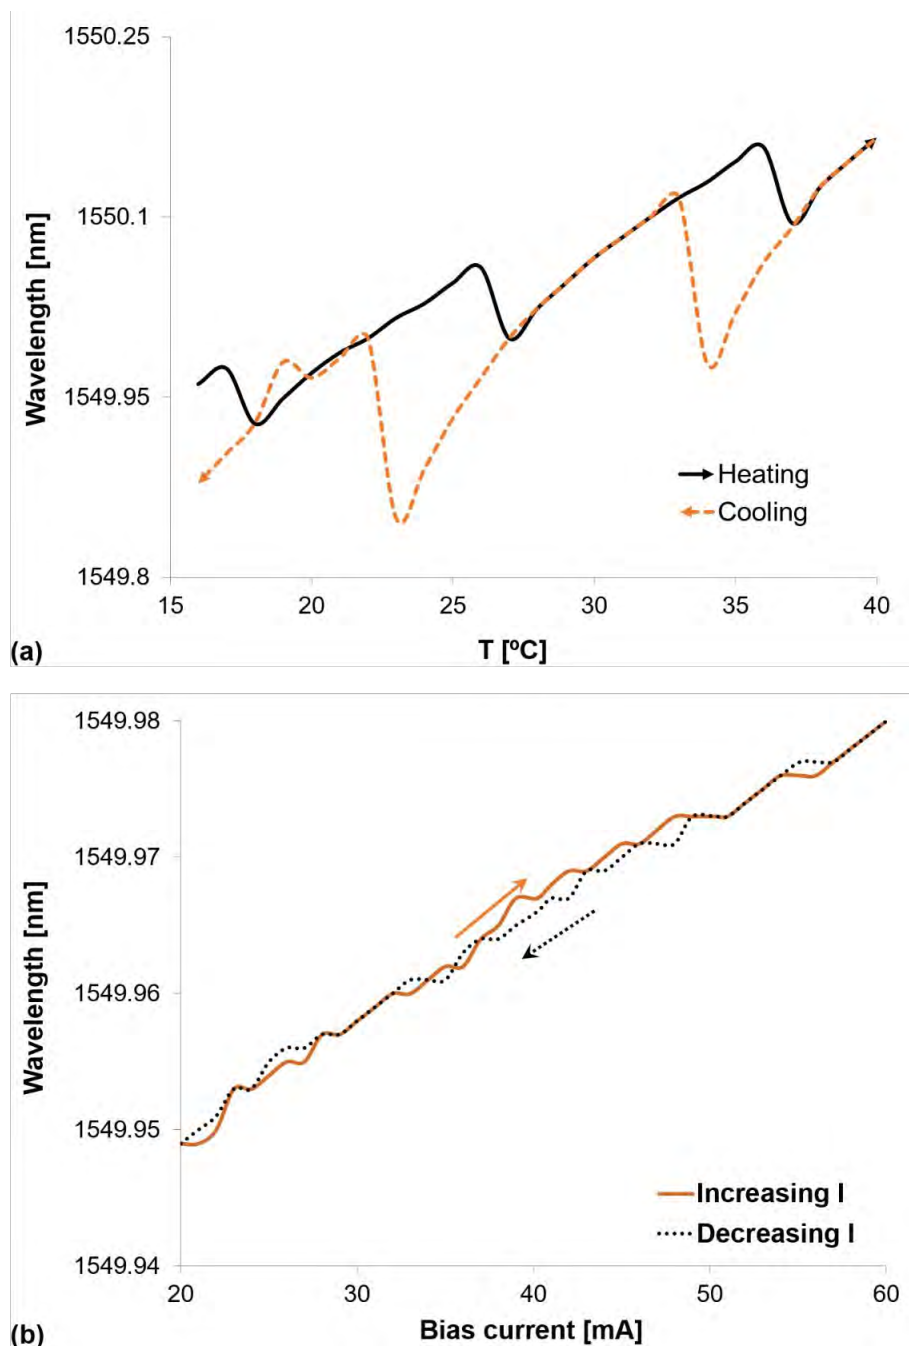 1550.25
1550.1
1549.95
1549.8
Wavelength [nm]
15
20
25
30
35
40
T [ºC]
Heating
Cooling
(a)
1549.98
1549.97
1549.96
1549.95
1549.94
Wavelength [nm]
20
30
40
50
60
Bias current [mA]
Increasing I
Decreasing I
(b)